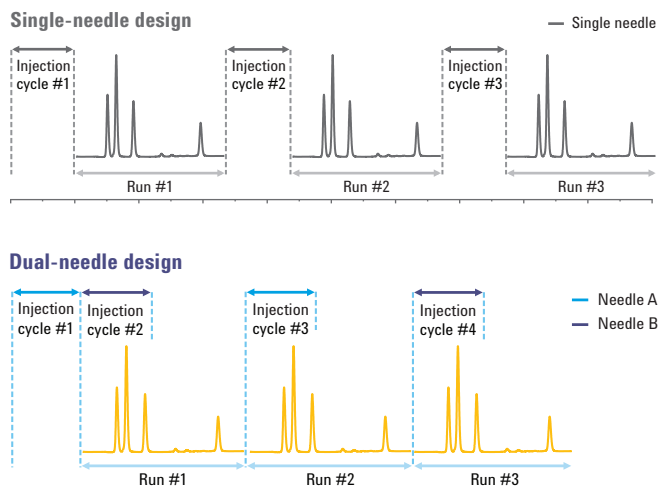 Single-needle design
Single needle
Injection
cycle #1
Injection
cycle #2
Injection
cycle #3
Run #1
Run #2
Run #3
Dual-needle design
Injection
cycle #1
Injection
cycle #2
Injection
cycle #3
Injection
cycle #4
Needle A
Needle B
Run #1
Run #2
Run #3